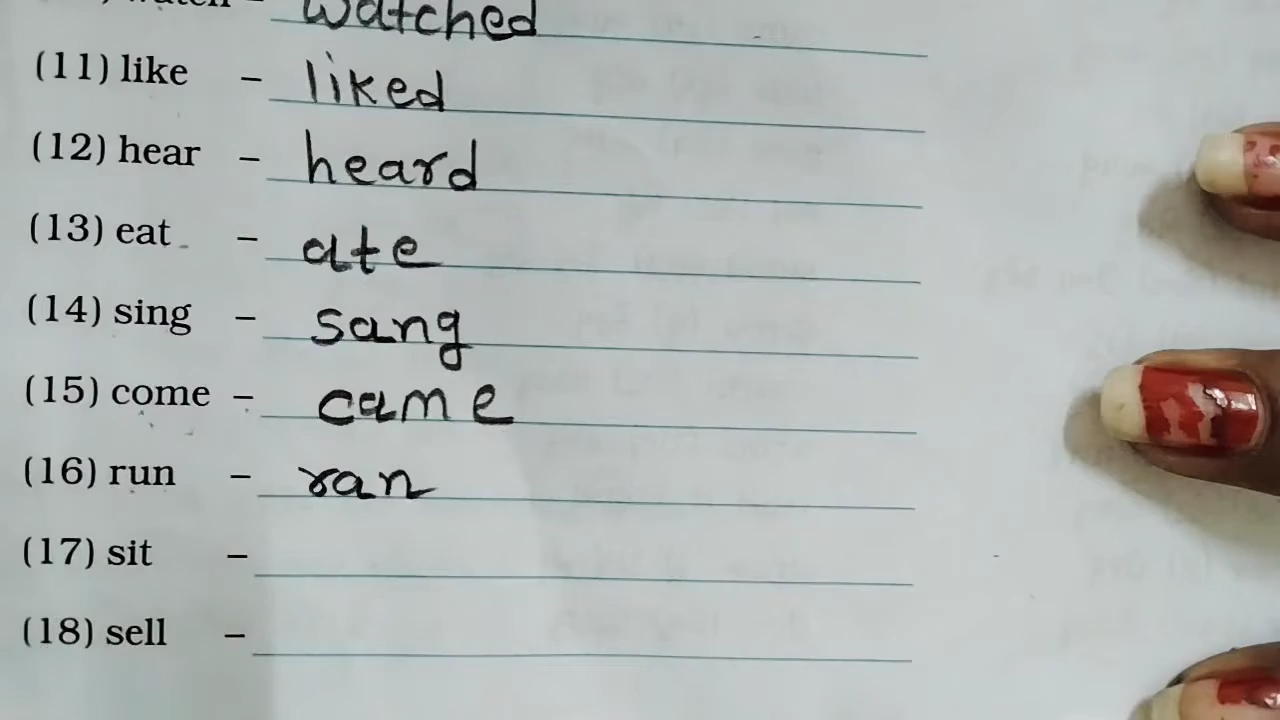 watch - watched
(11) like - liked
(12) hear - heard
(13) eat - ate
(14) sing - sang
(15) come - came
(16) run - ran
(17) sit -
(18) sell -